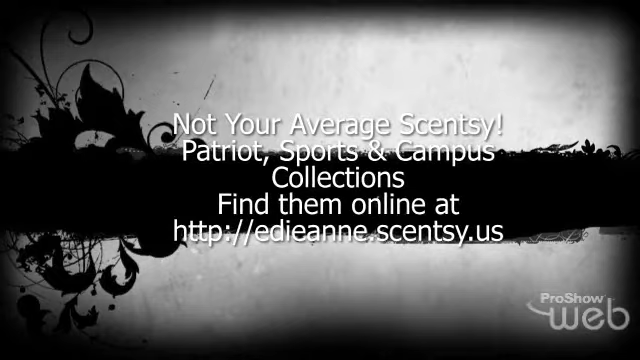 Not Your Average Scentsy!
Patriot, Sports & Campus
Collections
Find them online at
http://edieanne.scentsy.us
ProShow
web